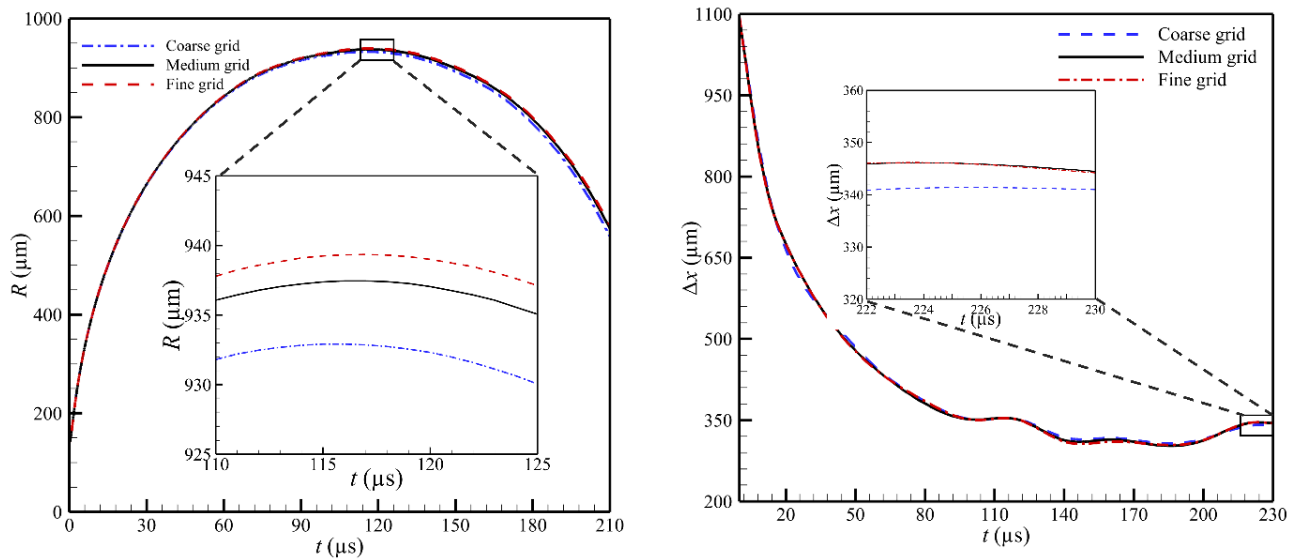 1000
800
600
400
200
0
R (μm)
Coarse grid
Medium grid
Fine grid
945
940
935
930
925
R (μm)
110 115 120 125
t (μs)
0 30 60 90 120 150 180 210
t (μs)
1100
950
800
650
500
350
200
Δx (μm)
Coarse grid
Medium grid
Fine grid
360
350
340
330
320
Δx (μm)
222 224 226 228 230
t (μs)
20 50 80 110 140 170 200 230
t (μs)